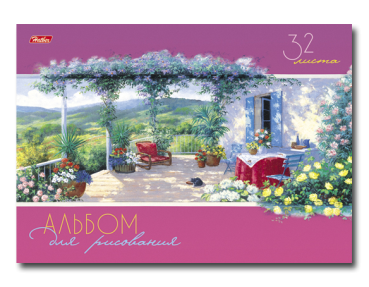 Hatber
32
листа
АЛЬБОМ
для рисования